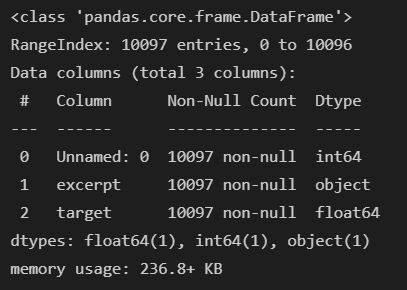 <class 'pandas.core.frame.DataFrame'>
RangeIndex: 10097 entries, 0 to 10096
Data columns (total 3 columns):
 #   Column      Non-Null Count  Dtype
---  ------      --------------  -----
 0   Unnamed: 0  10097 non-null  int64
 1   excerpt     10097 non-null  object
 2   target      10097 non-null  float64
dtypes: float64(1), int64(1), object(1)
memory usage: 236.8+ KB